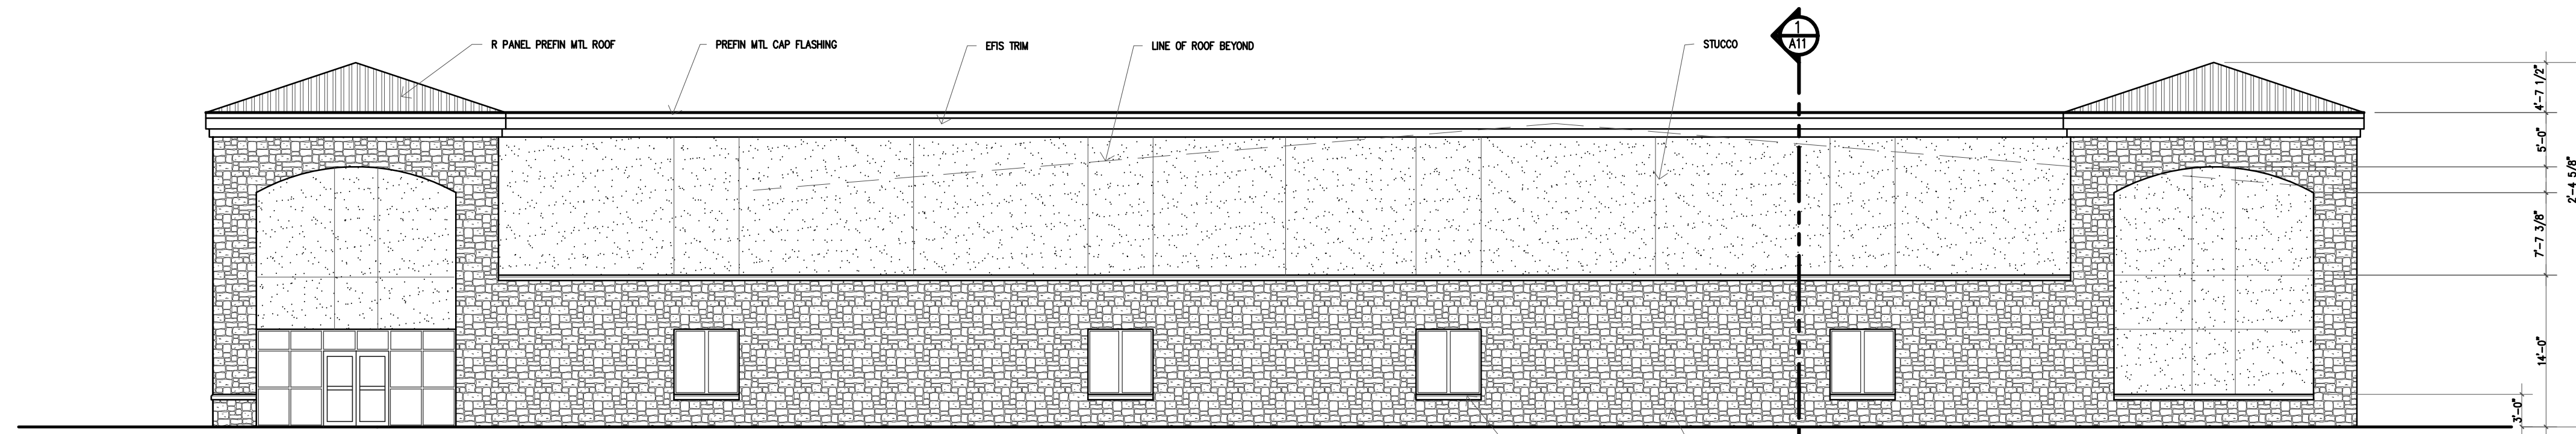 R PANEL PREFIN MTL ROOF
PREFIN MTL CAP FLASHING
EFIS TRIM
LINE OF ROOF BEYOND
STUCCO
1
A11
4'-7 1/2"
5'-0"
2'-4 5/8"
7'-7 3/8"
14'-0"
3'-0"